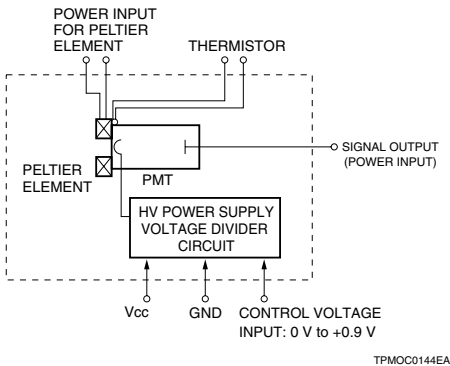 POWER INPUT
FOR PELTIER
ELEMENT
THERMISTOR
SIGNAL OUTPUT
(POWER INPUT)
PELTIER
ELEMENT
PMT
HV POWER SUPPLY
VOLTAGE DIVIDER
CIRCUIT
Vcc
GND
CONTROL VOLTAGE
INPUT: 0 V to +0.9 V
TPMOC0144EA